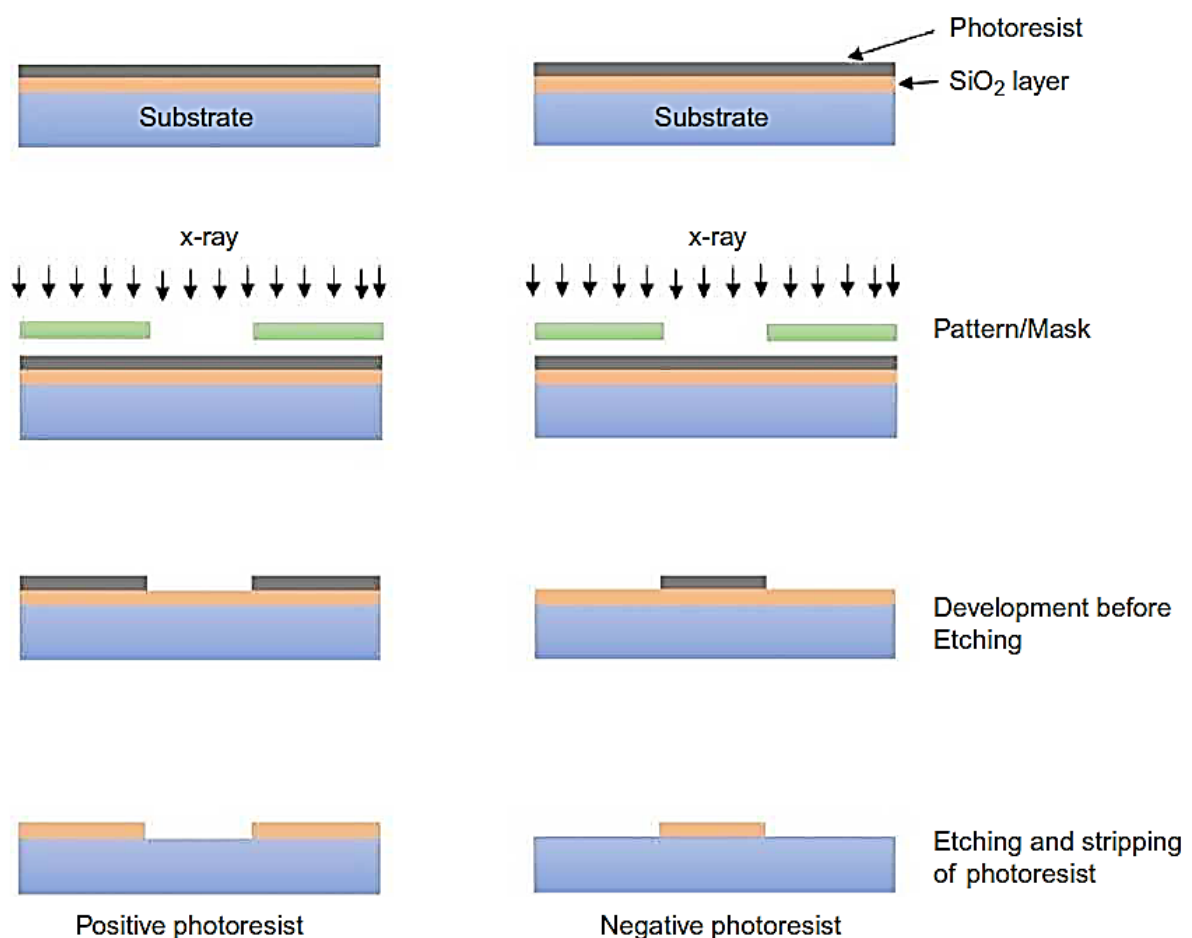 Photoresist
SiO₂ layer
Substrate
Substrate
x-ray
x-ray
Pattern/Mask
Development before
Etching
Etching and stripping
of photoresist
Positive photoresist
Negative photoresist